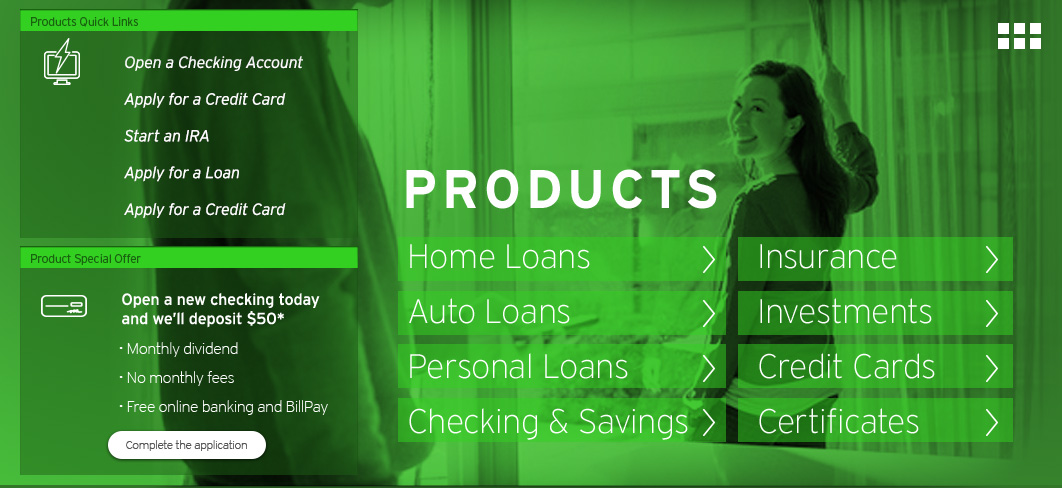 Products Quick Links
Open a Checking Account
Apply for a Credit Card
Start an IRA
Apply for a Loan
Apply for a Credit Card
Product Special Offer
Open a new checking today
and we'll deposit $50*
· Monthly dividend
· No monthly fees
· Free online banking and BillPay
Complete the application
PRODUCTS
Home Loans
Insurance
Auto Loans
Investments
Personal Loans
Credit Cards
Checking & Savings
Certificates